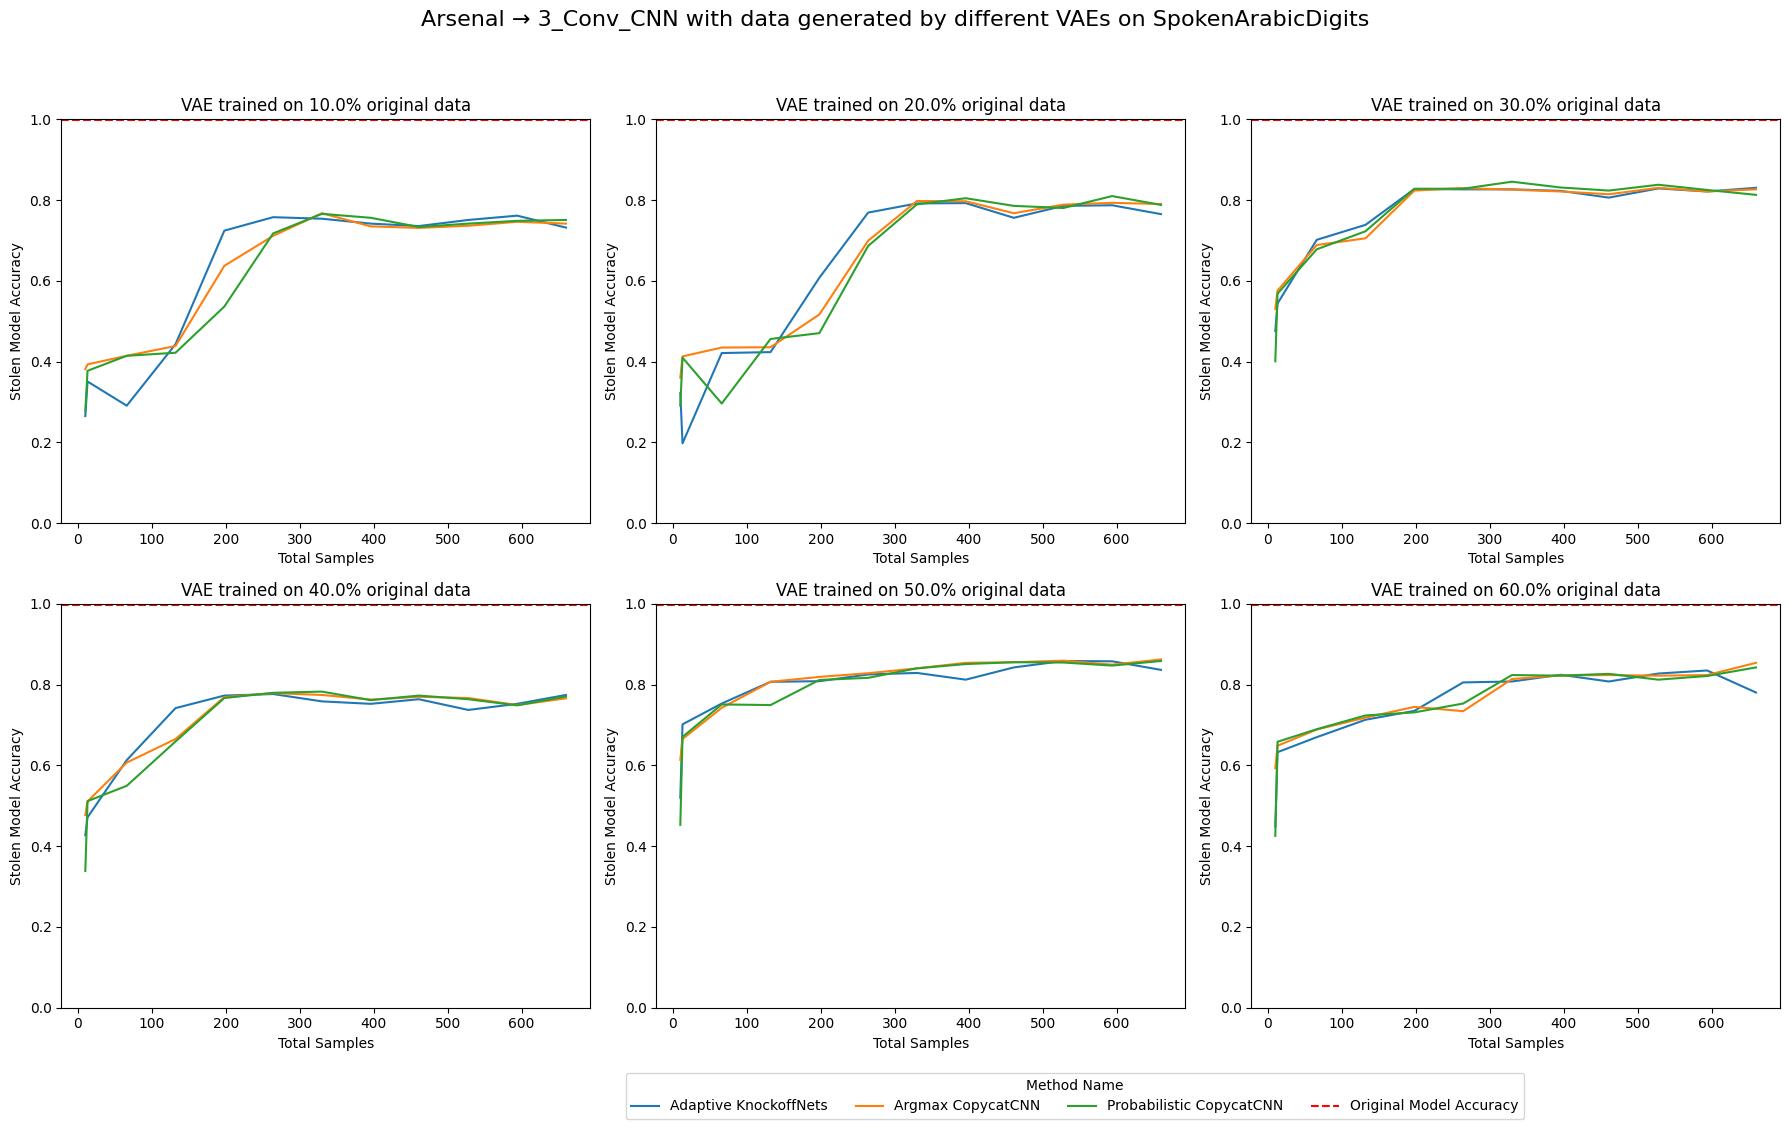 Arsenal → 3_Conv_CNN with data generated by different VAEs on SpokenArabicDigits
VAE trained on 10.0% original data
1.0
0.8
0.6
0.4
0.2
0.0
Stolen Model Accuracy
0 100 200 300 400 500 600
Total Samples
VAE trained on 20.0% original data
1.0
0.8
0.6
0.4
0.2
0.0
Stolen Model Accuracy
0 100 200 300 400 500 600
Total Samples
VAE trained on 30.0% original data
1.0
0.8
0.6
0.4
0.2
0.0
Stolen Model Accuracy
0 100 200 300 400 500 600
Total Samples
VAE trained on 40.0% original data
1.0
0.8
0.6
0.4
0.2
0.0
Stolen Model Accuracy
0 100 200 300 400 500 600
Total Samples
VAE trained on 50.0% original data
1.0
0.8
0.6
0.4
0.2
0.0
Stolen Model Accuracy
0 100 200 300 400 500 600
Total Samples
VAE trained on 60.0% original data
1.0
0.8
0.6
0.4
0.2
0.0
Stolen Model Accuracy
0 100 200 300 400 500 600
Total Samples
Method Name
Adaptive KnockoffNets Argmax CopycatCNN Probabilistic CopycatCNN Original Model Accuracy